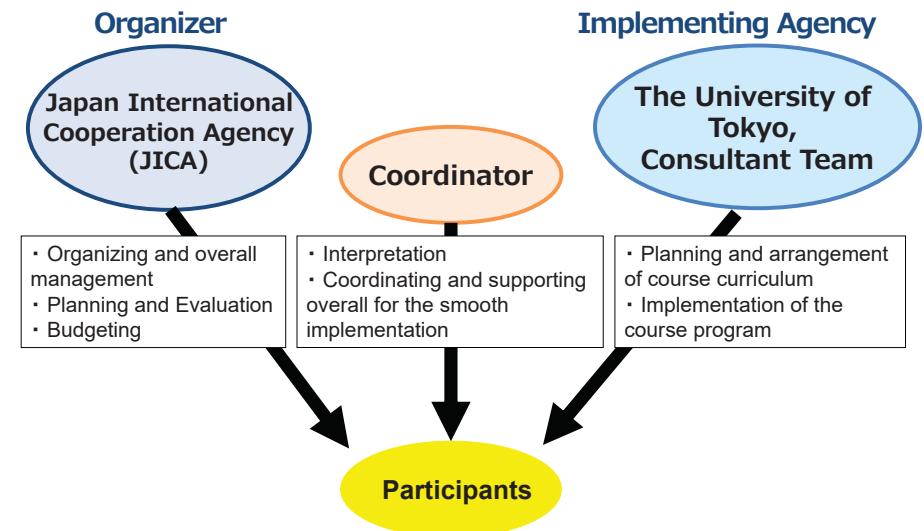 Organizer
Implementing Agency
Japan International
Cooperation Agency
(JICA)
Coordinator
The University of
Tokyo,
Consultant Team
・Organizing and overall
management
・Planning and Evaluation
・Budgeting
・Interpretation
・Coordinating and supporting
overall for the smooth
implementation
・Planning and arrangement
of course curriculum
・Implementation of the
course program
Participants